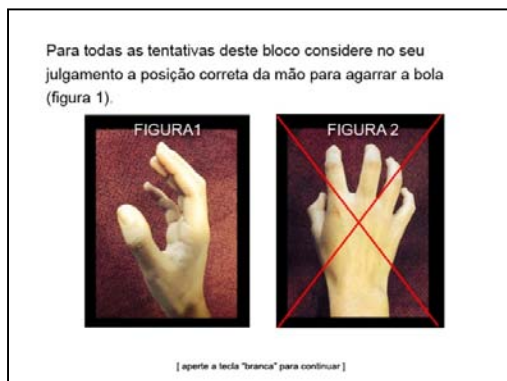 Para todas as tentativas deste bloco considere no seu
julgamento a posição correta da mão para agarrar a bola
(figura 1).
FIGURA1
FIGURA 2
[ aperte a tecla "branca" para continuar ]